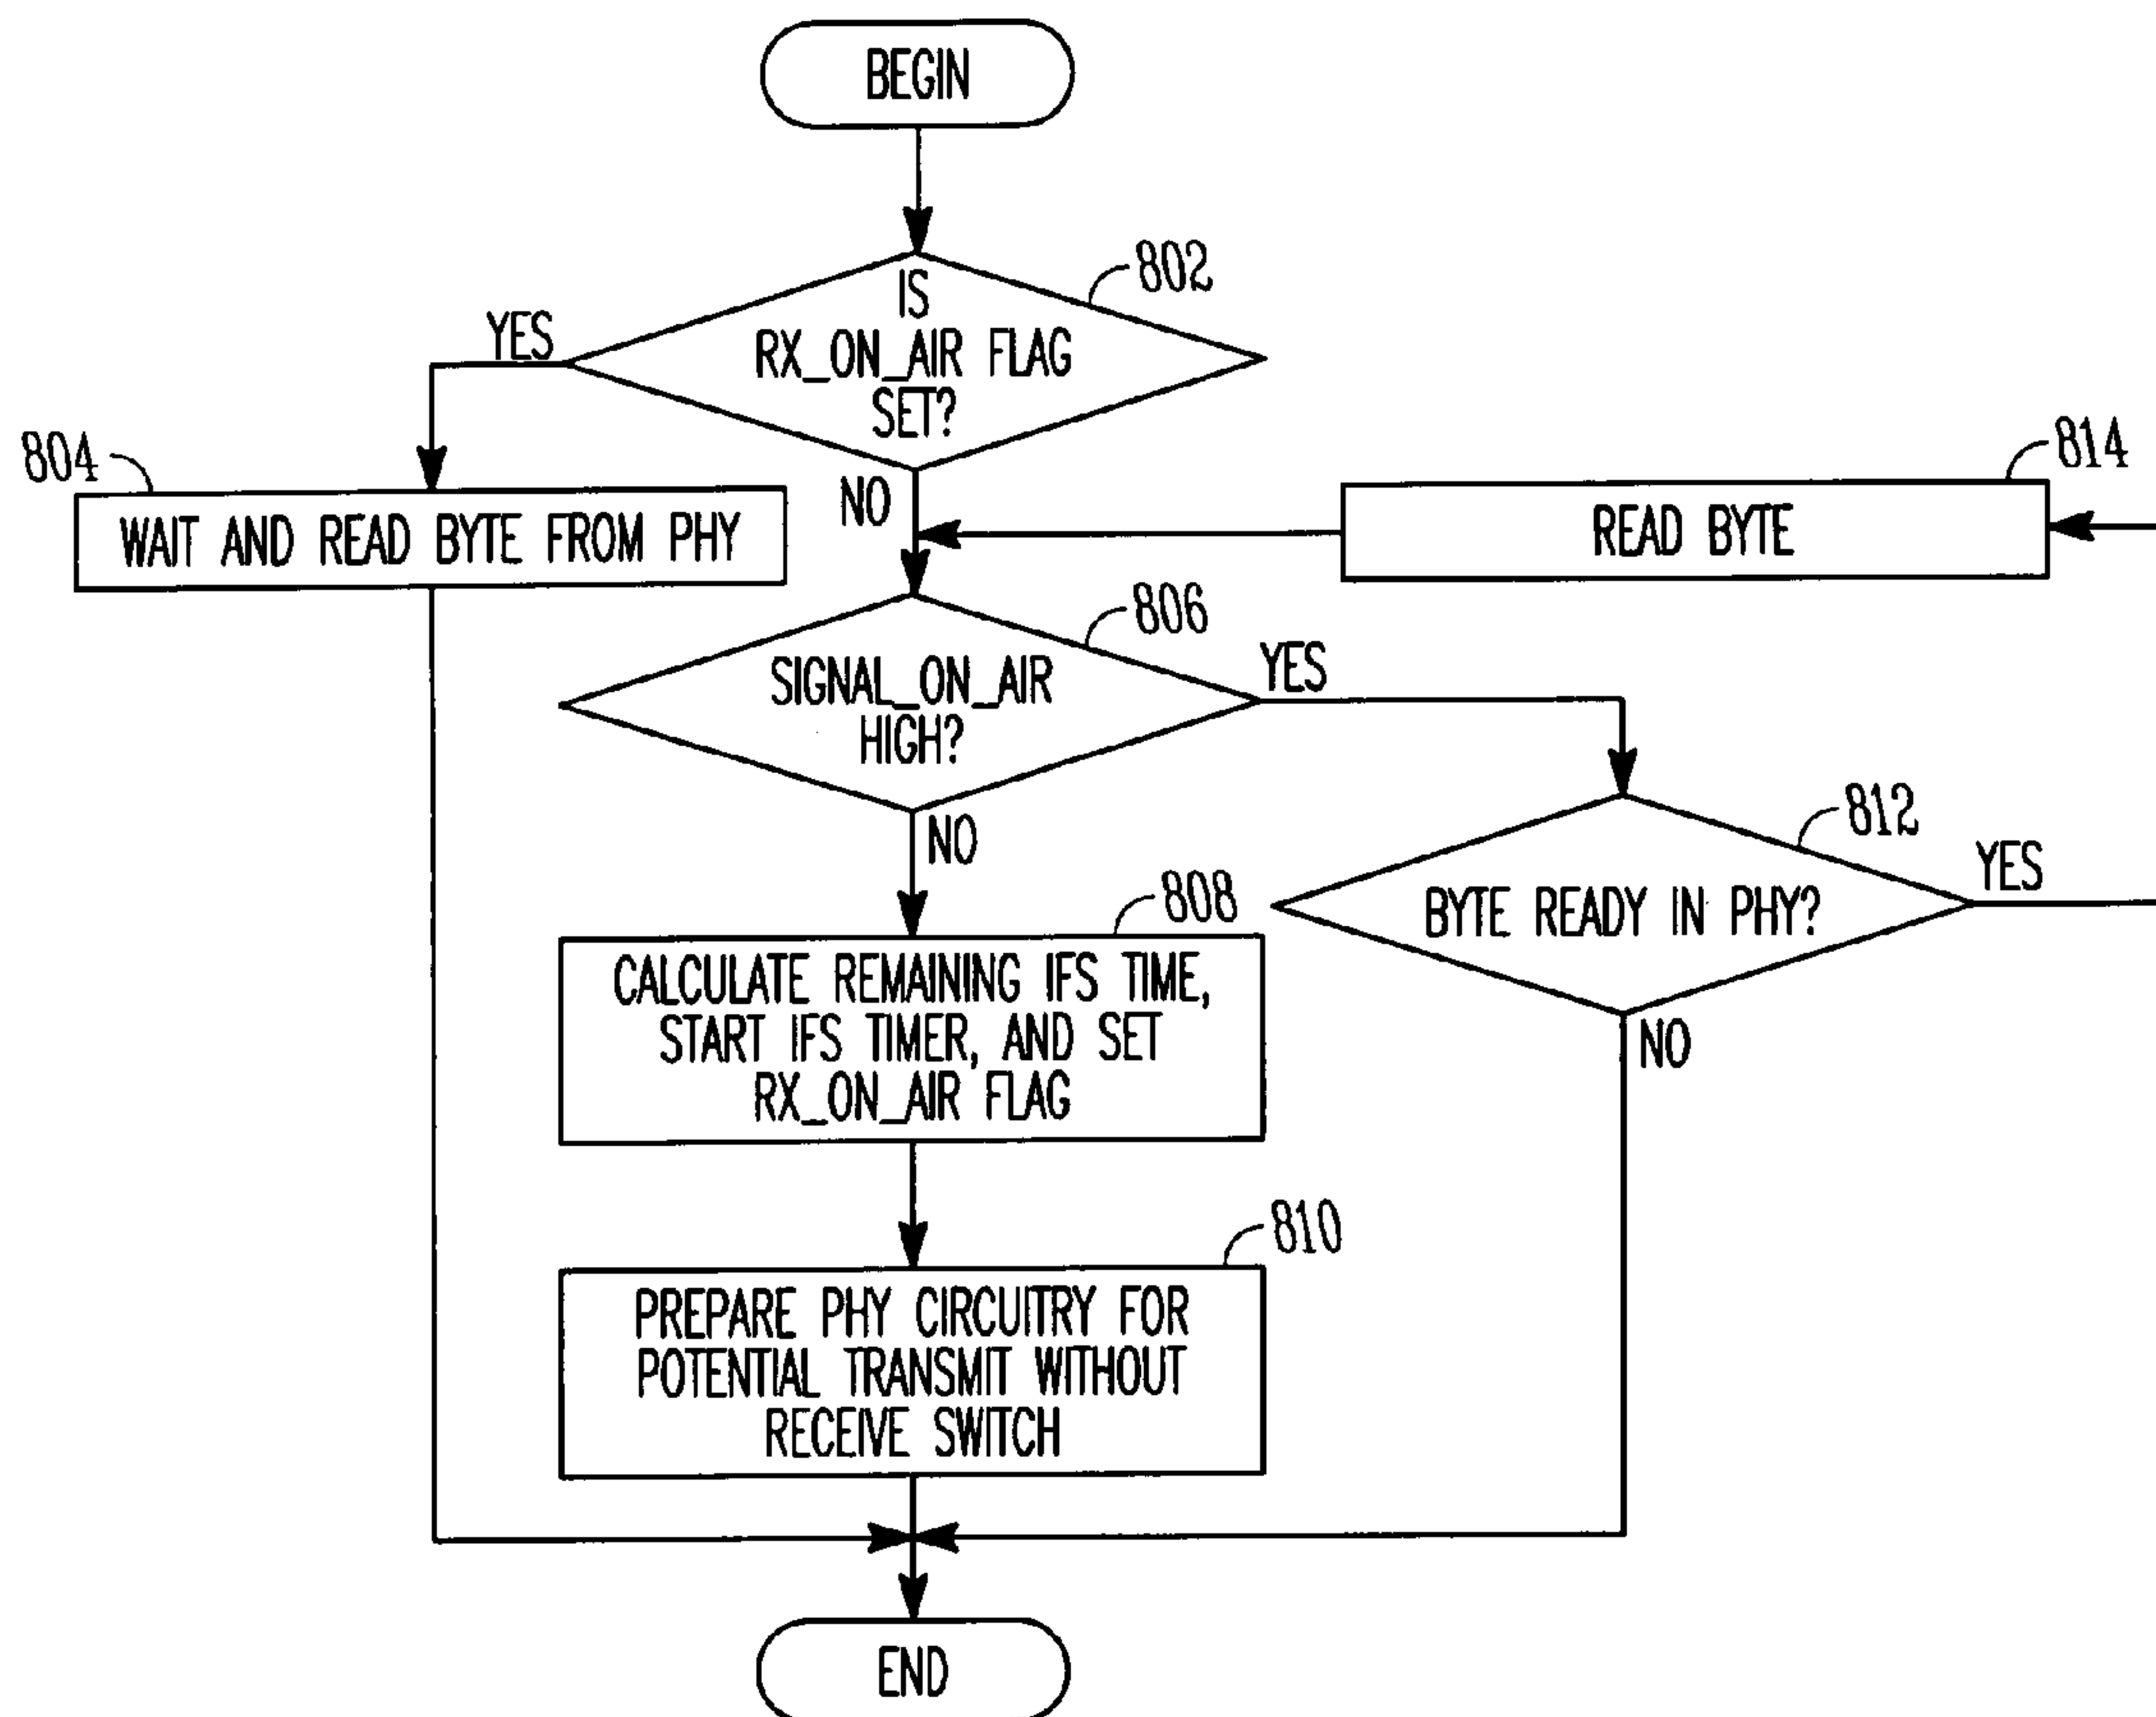 BEGIN
802
IS
RX_ON_AIR FLAG
SET?
YES
NO
804
WAIT AND READ BYTE FROM PHY
814
READ BYTE
806
SIGNAL_ON_AIR
HIGH?
YES
NO
812
BYTE READY IN PHY?
YES
NO
808
CALCULATE REMAINING IFS TIME,
START IFS TIMER, AND SET
RX_ON_AIR FLAG
810
PREPARE PHY CIRCUITRY FOR
POTENTIAL TRANSMIT WITHOUT
RECEIVE SWITCH
END